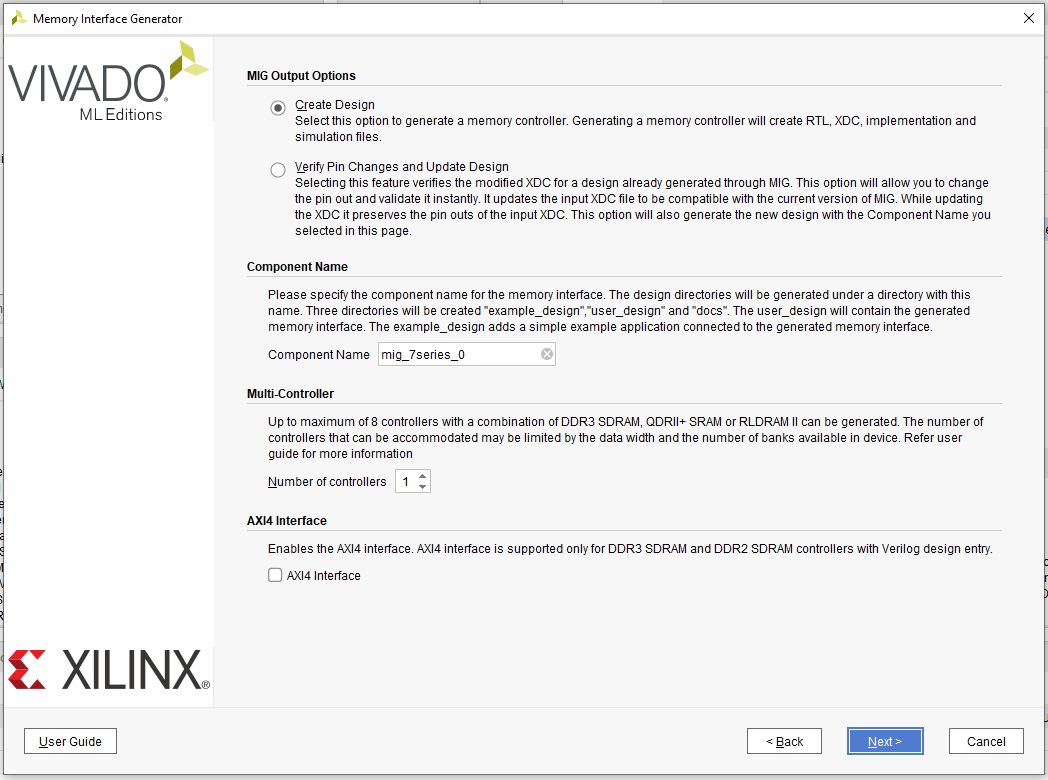 Memory Interface Generator
VIVADO
ML Editions
MIG Output Options
Create Design
Select this option to generate a memory controller. Generating a memory controller will create RTL, XDC, implementation and
simulation files.
Verify Pin Changes and Update Design
Selecting this feature verifies the modified XDC for a design already generated through MIG. This option will allow you to change
the pin out and validate it instantly. It updates the input XDC file to be compatible with the current version of MIG. While updating
the XDC it preserves the pin outs of the input XDC. This option will also generate the new design with the Component Name you
selected in this page.
Component Name
Please specify the component name for the memory interface. The design directories will be generated under a directory with this
name. Three directories will be created "example_design","user_design" and "docs". The user_design will contain the generated
memory interface. The example_design adds a simple example application connected to the generated memory interface.
Component Name mig_7series_0
Multi-Controller
Up to maximum of 8 controllers with a combination of DDR3 SDRAM, QDRII+ SRAM or RLDRAM II can be generated. The number of
controllers that can be accommodated may be limited by the data width and the number of banks available in device. Refer user
guide for more information
Number of controllers 1
AXI4 Interface
Enables the AXI4 interface. AXI4 interface is supported only for DDR3 SDRAM and DDR2 SDRAM controllers with Verilog design entry.
AXI4 Interface
XILINX®
User Guide
< Back
Next >
Cancel